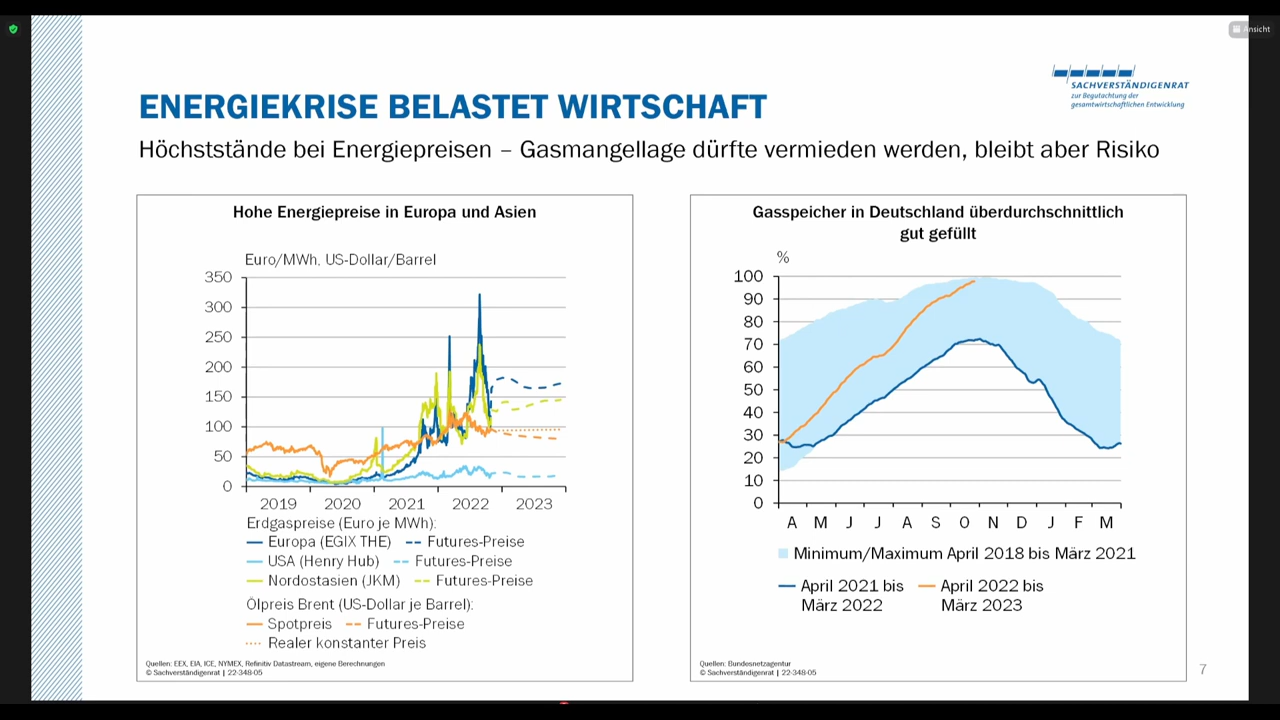 Ansicht
SACHVERSTÄNDIGENRAT
zur Begutachtung der
gesamtwirtschaftlichen Entwicklung
ENERGIEKRISE BELASTET WIRTSCHAFT
Höchststände bei Energiepreisen – Gasmangellage dürfte vermieden werden, bleibt aber Risiko
Hohe Energiepreise in Europa und Asien
Euro/MWh, US-Dollar/Barrel
350
300
250
200
150
100
50
0
2019 2020 2021 2022 2023
Erdgaspreise (Euro je MWh):
Europa (EGIX THE) Futures-Preise
USA (Henry Hub) Futures-Preise
Nordostasien (JKM) Futures-Preise
Ölpreis Brent (US-Dollar je Barrel):
Spotpreis Futures-Preise
Realer konstanter Preis
Quellen: EEX, EIA, ICE, NYMEX, Refinitiv Datastream, eigene Berechnungen
© Sachverständigenrat | 22-348-05
Gasspeicher in Deutschland überdurchschnittlich
gut gefüllt
%
100
90
80
70
60
50
40
30
20
10
0
A M J J A S O N D J F M
Minimum/Maximum April 2018 bis März 2021
April 2021 bis April 2022 bis
März 2022 März 2023
Quellen: Bundesnetzagentur
© Sachverständigenrat | 22-348-05
7